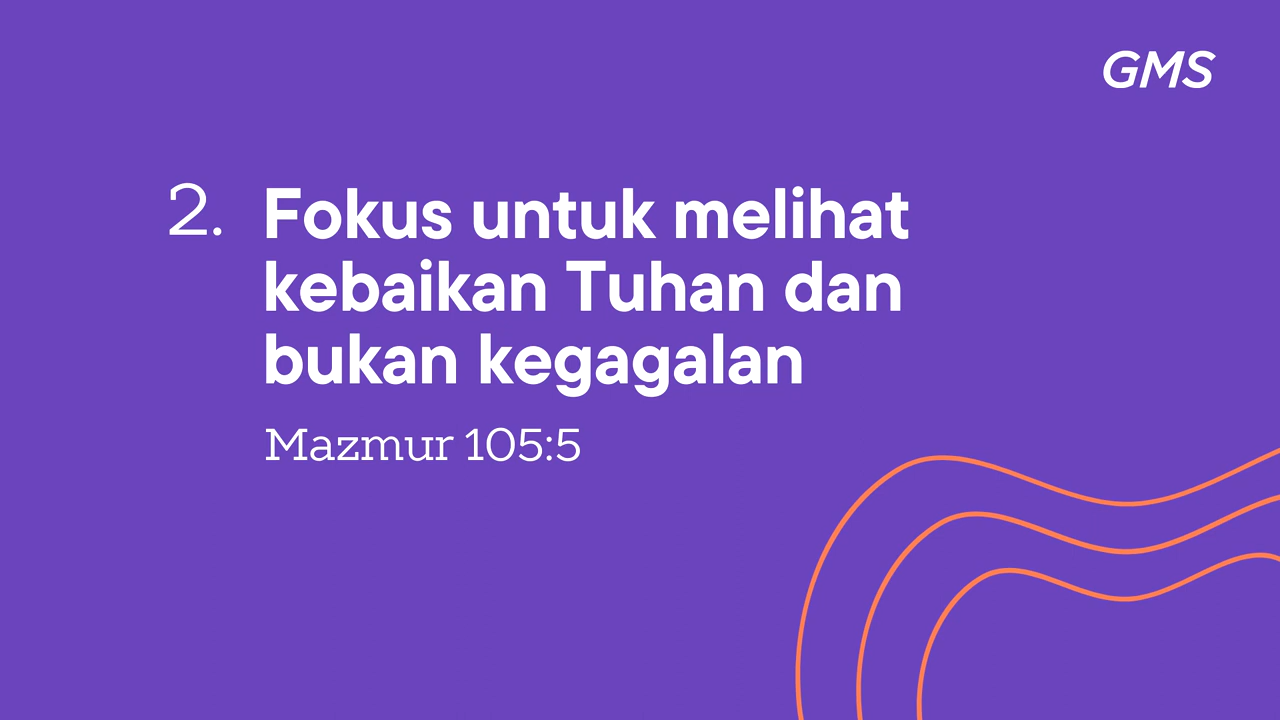 GMS
2. Fokus untuk melihat
kebaikan Tuhan dan
bukan kegagalan
Mazmur 105:5